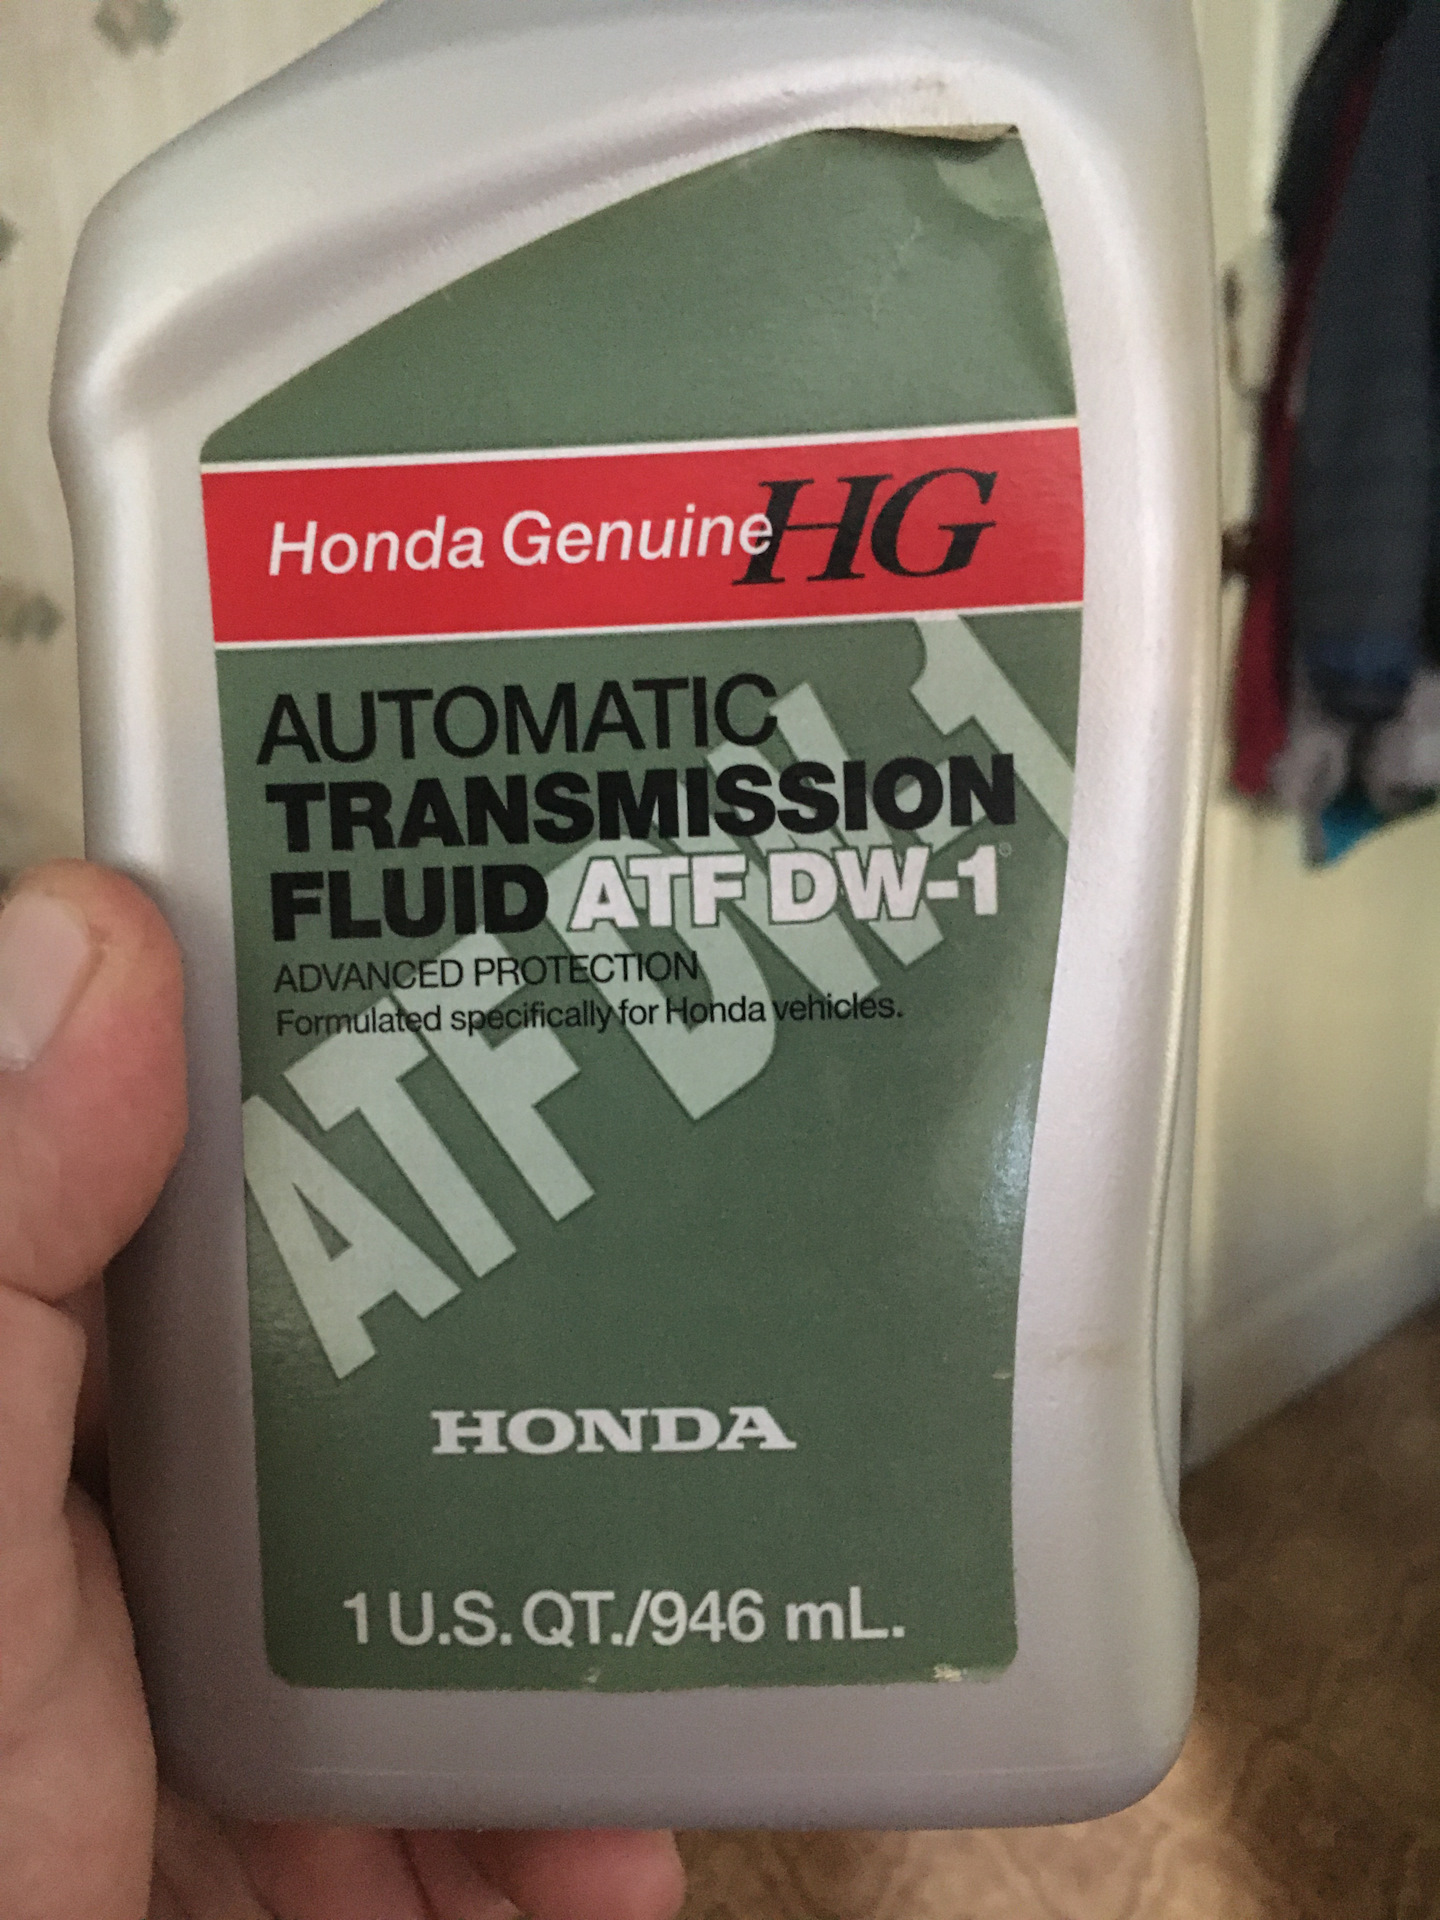 Honda Genuine HG
AUTOMATIC
TRANSMISSION
FLUID ATF DW-1®
ADVANCED PROTECTION
Formulated specifically for Honda vehicles.
ATF DW-1
HONDA
1 U.S. QT./946 mL.